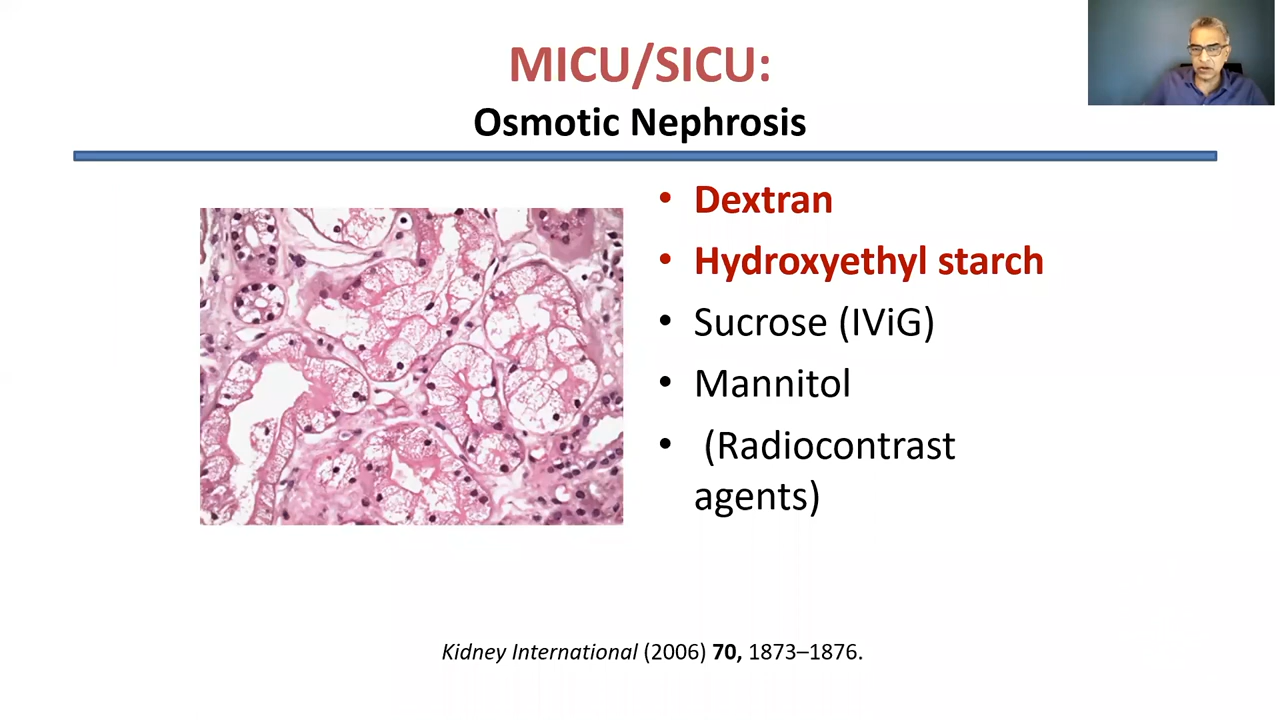 MICU/SICU:
Osmotic Nephrosis
• Dextran
• Hydroxyethyl starch
• Sucrose (IViG)
• Mannitol
• (Radiocontrast
agents)
Kidney International (2006) 70, 1873–1876.